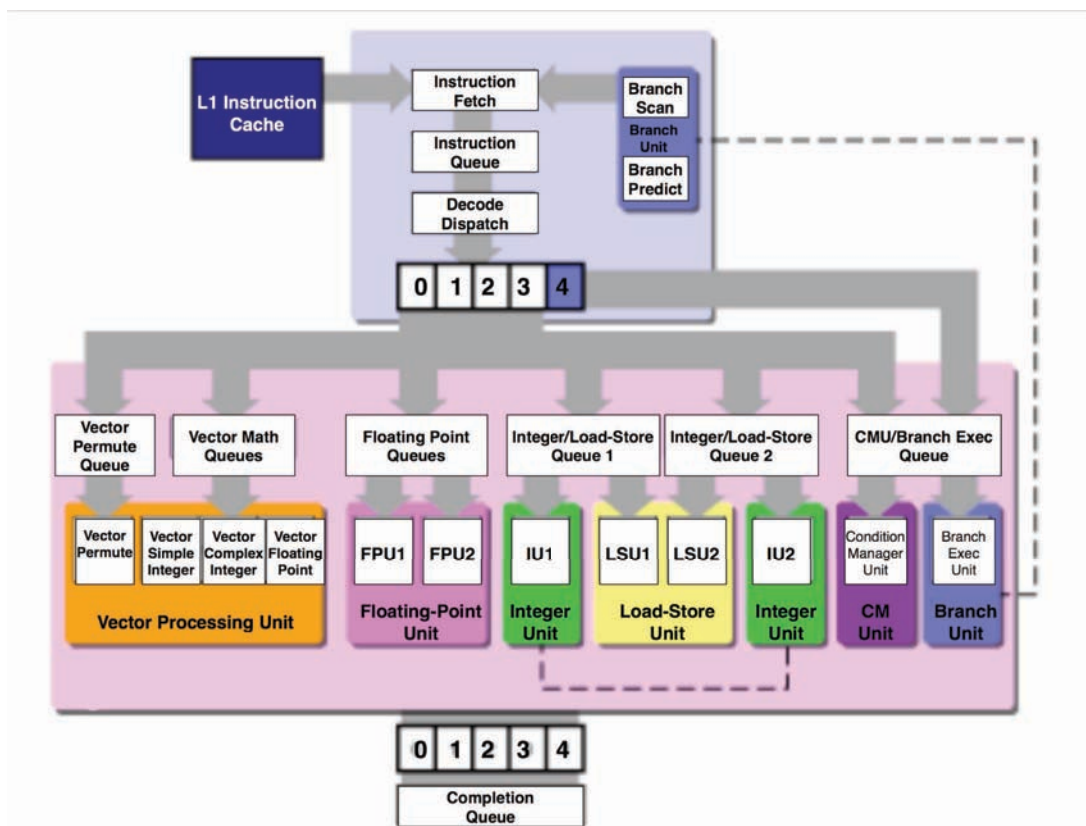 L1 Instruction
Cache
Instruction
Fetch
Branch
Scan
Branch
Unit
Branch
Predict
Instruction
Queue
Decode
Dispatch
0 1 2 3 4
Vector
Permute
Queue
Vector Math
Queues
Floating Point
Queues
Integer/Load-Store
Queue 1
Integer/Load-Store
Queue 2
CMU/Branch Exec
Queue
Vector
Permute
Vector
Simple
Integer
Vector
Complex
Integer
Vector
Floating
Point
Vector Processing Unit
FPU1
FPU2
Floating-Point
Unit
IU1
Integer
Unit
LSU1
LSU2
Load-Store
Unit
IU2
Integer
Unit
Condition
Manager
Unit
CM
Unit
Branch
Exec
Unit
Branch
Unit
0 1 2 3 4
Completion
Queue